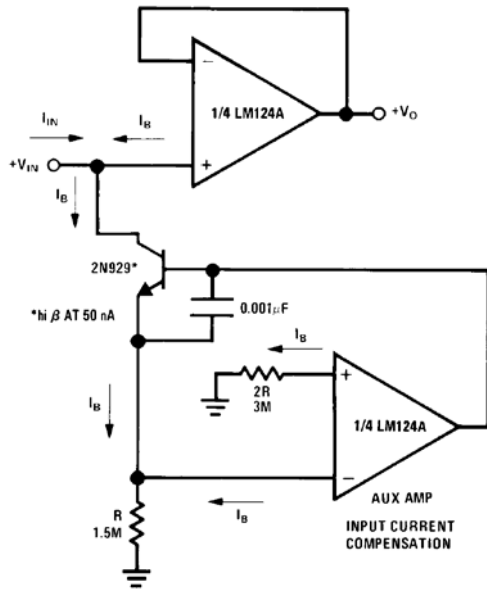 −
1/4 LM124A
+V_O
I_IN
I_B
+V_IN
+
I_B
2N929*
*hi β AT 50 nA
0.001μF
I_B
+
2R
3M
1/4 LM124A
I_B
−
R
1.5M
I_B
AUX AMP
INPUT CURRENT
COMPENSATION